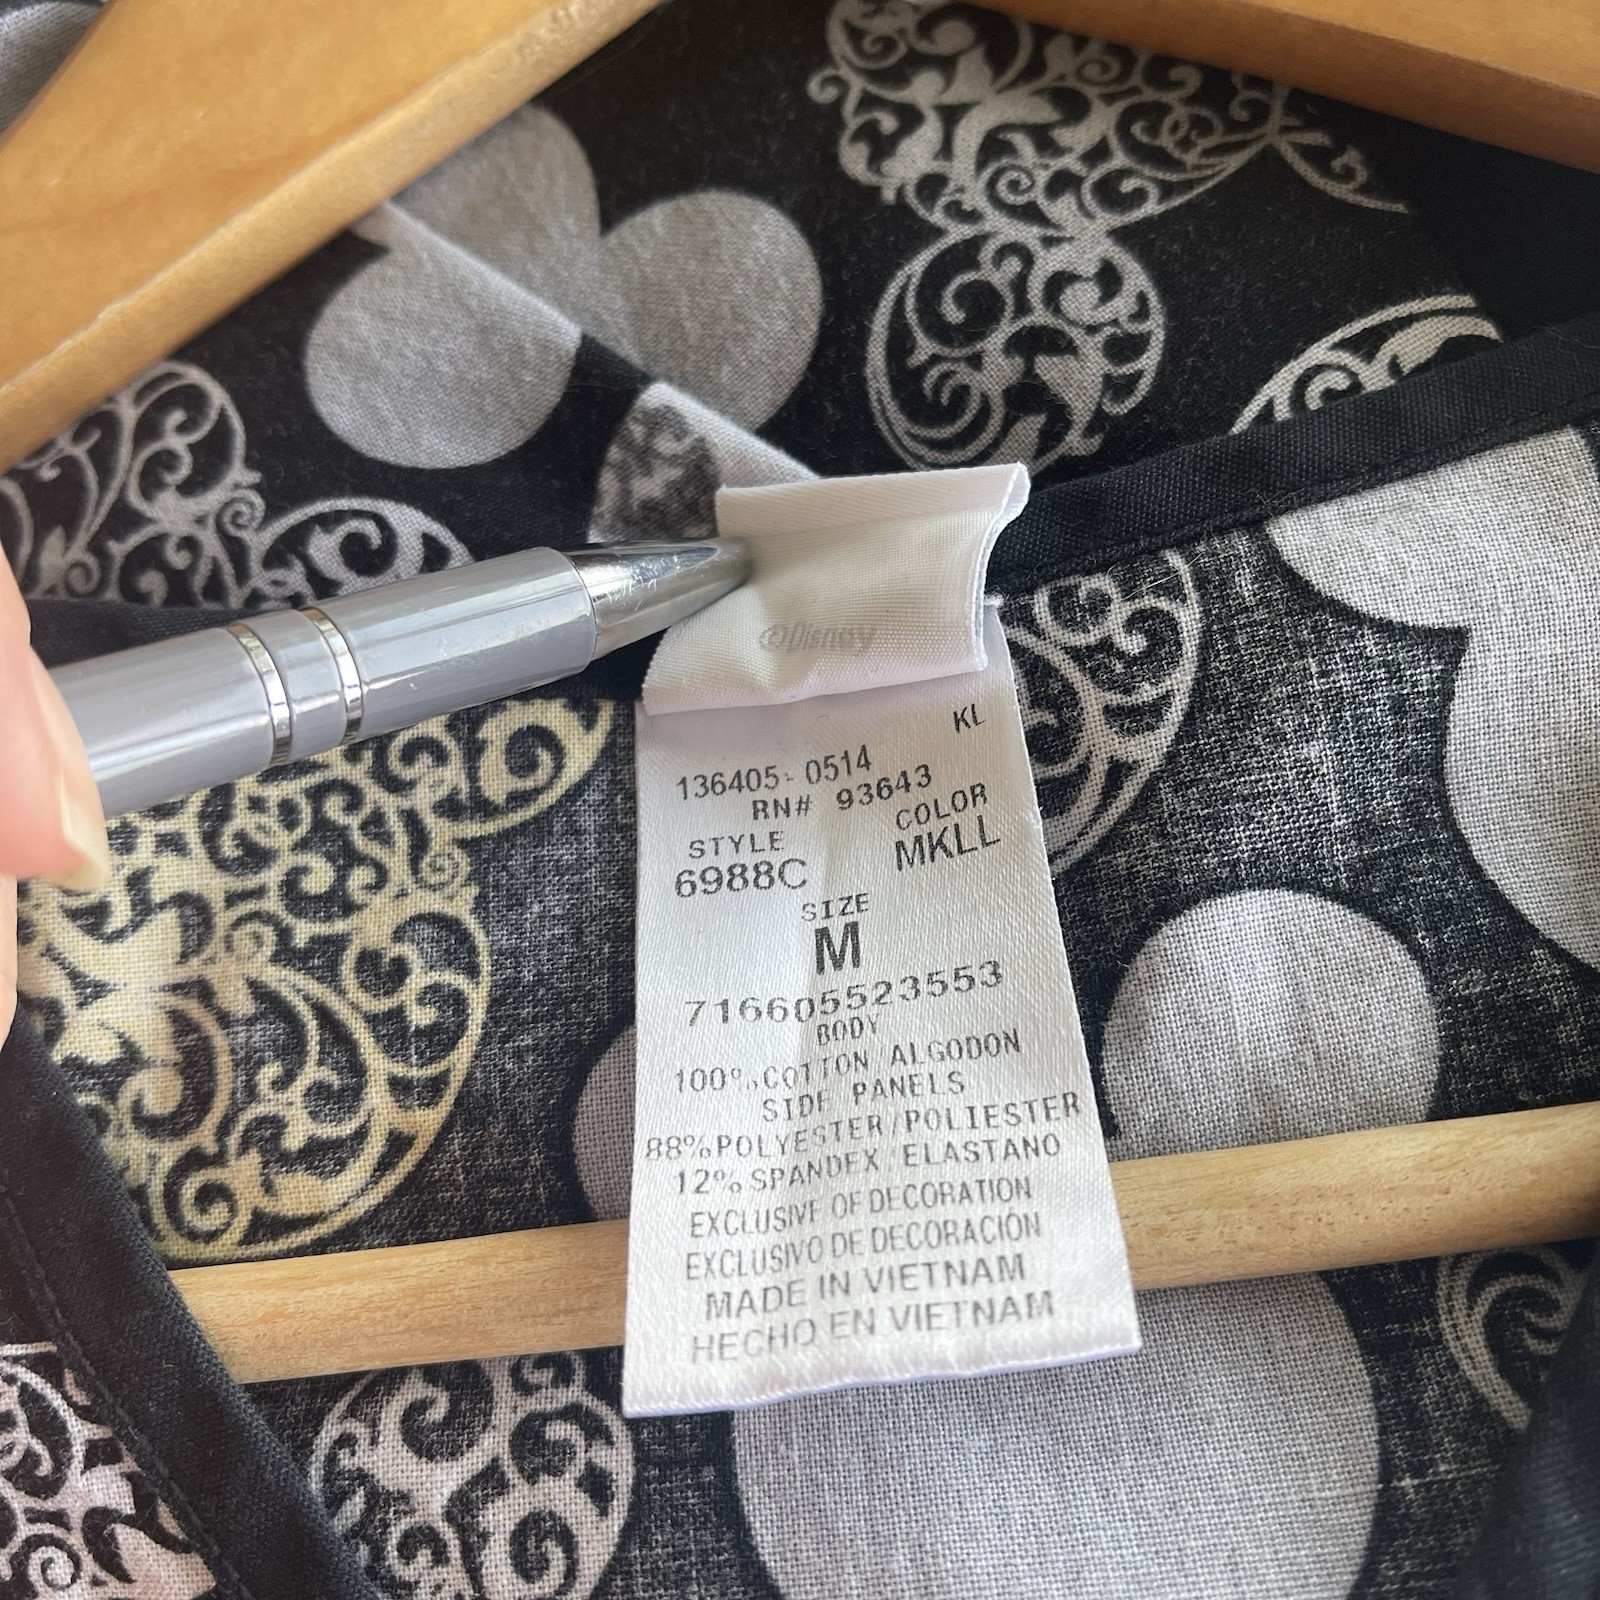 ©Disney
KL
136405- 0514
RN# 93643
STYLE COLOR
6988C MKLL
SIZE
M
716605523553
BODY
100% COTTON/ALGODON
SIDE PANELS
88% POLYESTER/POLIESTER
12% SPANDEX/ELASTANO
EXCLUSIVE OF DECORATION
EXCLUSIVO DE DECORACIÓN
MADE IN VIETNAM
HECHO EN VIETNAM